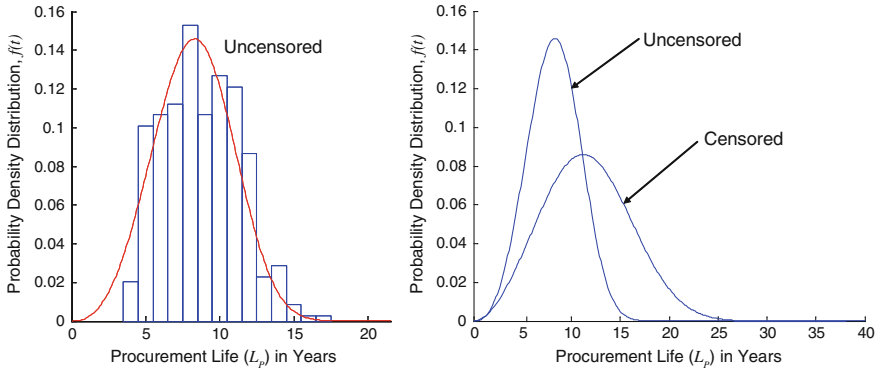 Probability Density Distribution, f(t)
0.16
0.14
0.12
0.1
0.08
0.06
0.04
0.02
0
Uncensored
0 5 10 15 20
Procurement Life (L_P) in Years
Probability Density Distribution, f(t)
0.16
0.14
0.12
0.1
0.08
0.06
0.04
0.02
0
Uncensored
Censored
0 5 10 15 20 25 30 35 40
Procurement Life (L_P) in Years